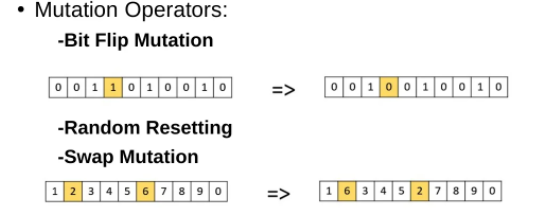 • Mutation Operators:
-Bit Flip Mutation
0 0 1 1 0 1 0 0 1 0 => 0 0 1 0 0 1 0 0 1 0
-Random Resetting
-Swap Mutation
1 2 3 4 5 6 7 8 9 0 => 1 6 3 4 5 2 7 8 9 0